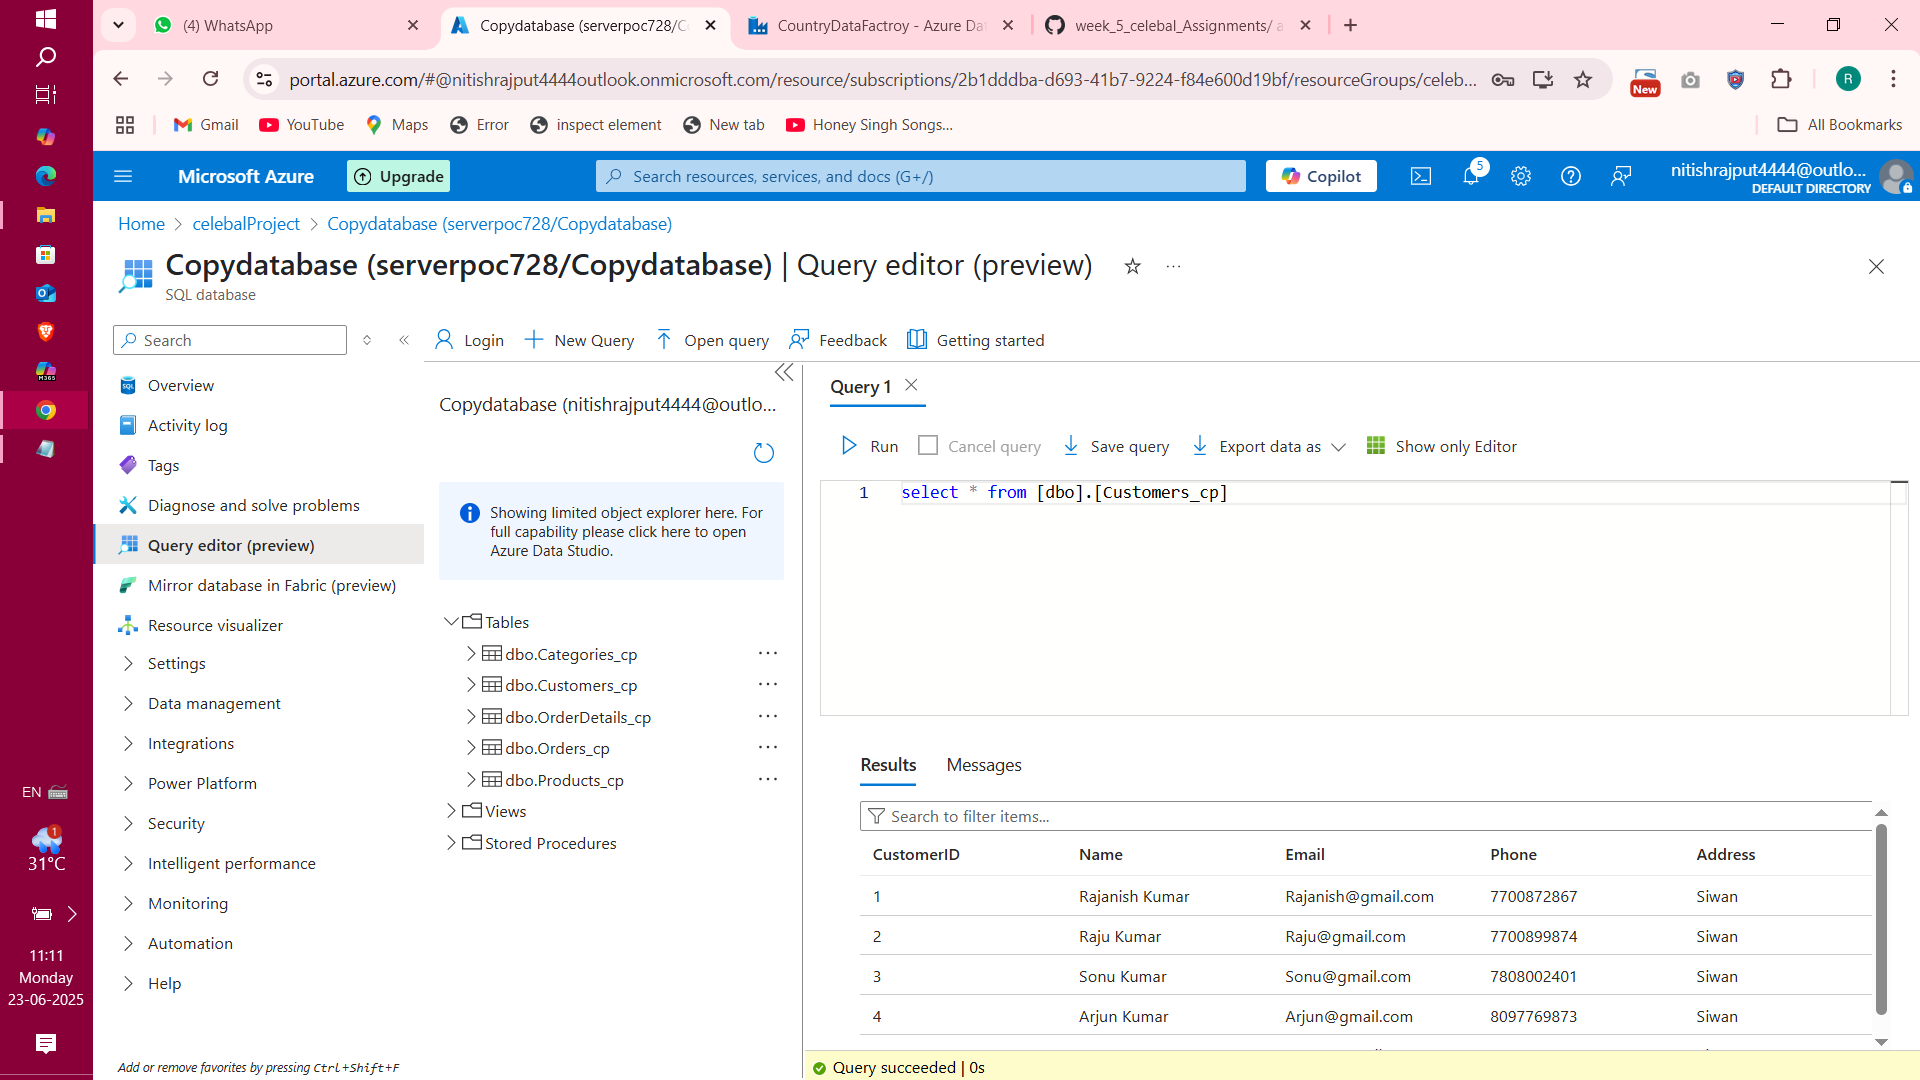 (4) WhatsApp
Copydatabase (serverpoc728/C
CountryDataFactroy - Azure Da
week_5_celebal_Assignments/ a
portal.azure.com/#@nitishrajput4444outlook.onmicrosoft.com/resource/subscriptions/2b1dddba-d693-41b7-9224-f84e600d19bf/resourceGroups/celeb...
New
R
Gmail
YouTube
Maps
Error
inspect element
New tab
Honey Singh Songs...
All Bookmarks
Microsoft Azure
Upgrade
Search resources, services, and docs (G+/)
Copilot
5
nitishrajput4444@outlo...
DEFAULT DIRECTORY
Home > celebalProject > Copydatabase (serverpoc728/Copydatabase)
Copydatabase (serverpoc728/Copydatabase) | Query editor (preview)
SQL database
Search
Login
New Query
Open query
Feedback
Getting started
Overview
Activity log
Tags
Diagnose and solve problems
Query editor (preview)
Mirror database in Fabric (preview)
Resource visualizer
Settings
Data management
Integrations
Power Platform
Security
Intelligent performance
Monitoring
Automation
Help
Add or remove favorites by pressing Ctrl+Shift+F
Copydatabase (nitishrajput4444@outlo...
Showing limited object explorer here. For
full capability please click here to open
Azure Data Studio.
Tables
dbo.Categories_cp
dbo.Customers_cp
dbo.OrderDetails_cp
dbo.Orders_cp
dbo.Products_cp
Views
Stored Procedures
Query 1
Run
Cancel query
Save query
Export data as
Show only Editor
1 select * from [dbo].[Customers_cp]
Results
Messages
Search to filter items...
CustomerID Name Email Phone Address
1 Rajanish Kumar Rajanish@gmail.com 7700872867 Siwan
2 Raju Kumar Raju@gmail.com 7700899874 Siwan
3 Sonu Kumar Sonu@gmail.com 7808002401 Siwan
4 Arjun Kumar Arjun@gmail.com 8097769873 Siwan
Query succeeded | 0s
M365
EN
1
31°C
11:11
Monday
23-06-2025